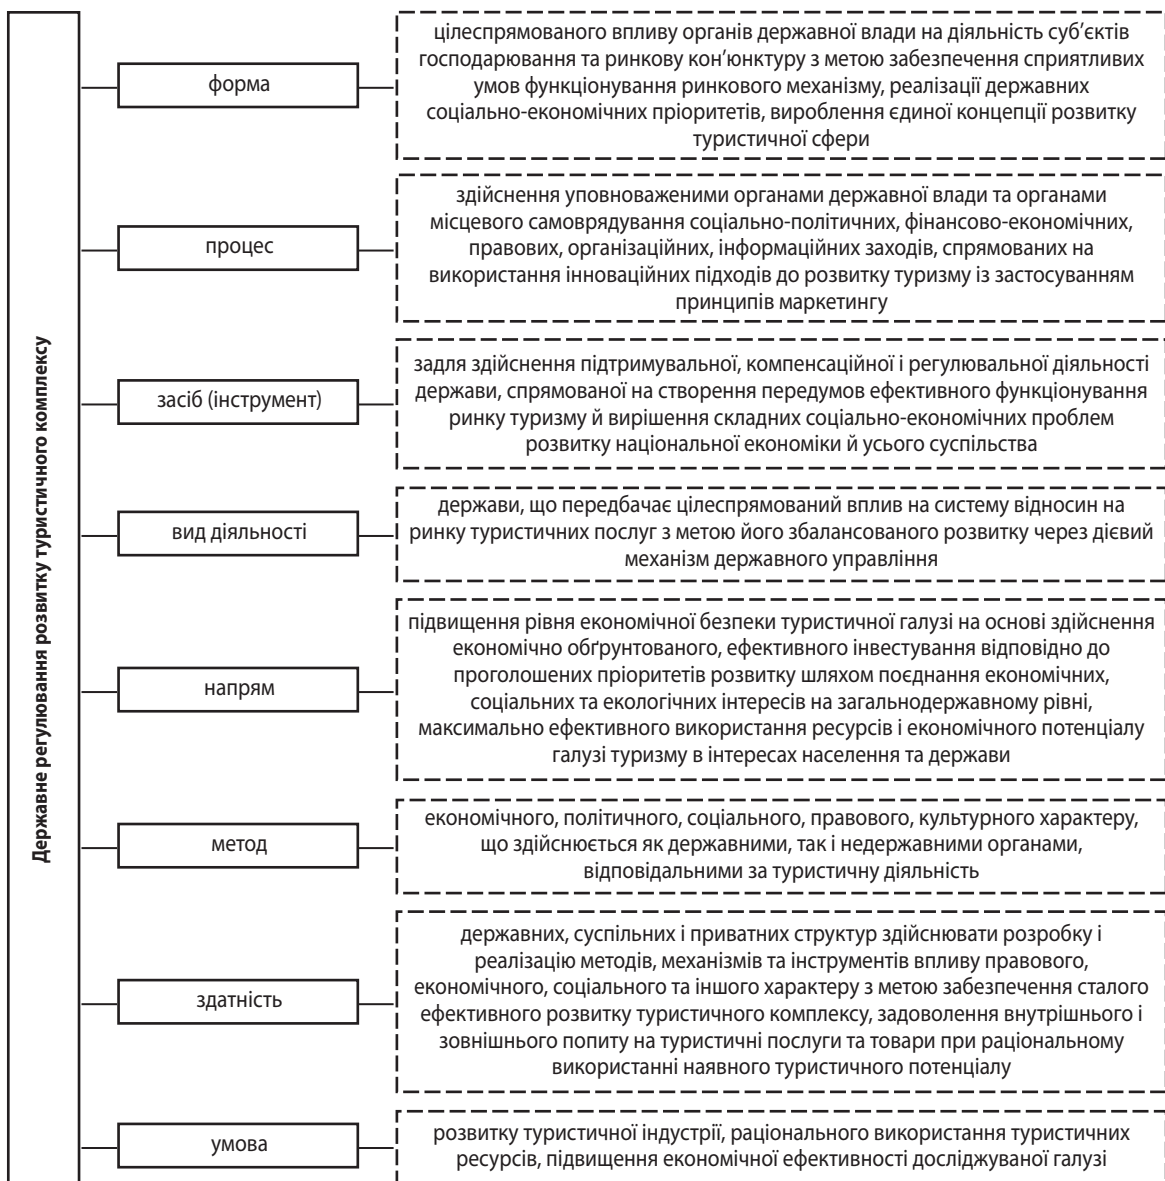 Державне регулювання розвитку туристичного комплексу
форма
цілеспрямованого впливу органів державної влади на діяльність суб’єктів
господарювання та ринкову кон’юнктуру з метою забезпечення сприятливих
умов функціонування ринкового механізму, реалізації державних
соціально-економічних пріоритетів, вироблення єдиної концепції розвитку
туристичної сфери
процес
здійснення уповноваженими органами державної влади та органами
місцевого самоврядування соціально-політичних, фінансово-економічних,
правових, організаційних, інформаційних заходів, спрямованих на
використання інноваційних підходів до розвитку туризму із застосуванням
принципів маркетингу
засіб (інструмент)
задля здійснення підтримувальної, компенсаційної і регулювальної діяльності
держави, спрямованої на створення передумов ефективного функціонування
ринку туризму й вирішення складних соціально-економічних проблем
розвитку національної економіки й усього суспільства
вид діяльності
держави, що передбачає цілеспрямований вплив на систему відносин на
ринку туристичних послуг з метою його збалансованого розвитку через дієвий
механізм державного управління
напрям
підвищення рівня економічної безпеки туристичної галузі на основі здійснення
економічно обґрунтованого, ефективного інвестування відповідно до
проголошених пріоритетів розвитку шляхом поєднання економічних,
соціальних та екологічних інтересів на загальнодержавному рівні,
максимально ефективного використання ресурсів і економічного потенціалу
галузі туризму в інтересах населення та держави
метод
економічного, політичного, соціального, правового, культурного характеру,
що здійснюється як державними, так і недержавними органами,
відповідальними за туристичну діяльність
здатність
державних, суспільних і приватних структур здійснювати розробку і
реалізацію методів, механізмів та інструментів впливу правового,
економічного, соціального та іншого характеру з метою забезпечення сталого
ефективного розвитку туристичного комплексу, задоволення внутрішнього і
зовнішнього попиту на туристичні послуги та товари при раціональному
використанні наявного туристичного потенціалу
умова
розвитку туристичної індустрії, раціонального використання туристичних
ресурсів, підвищення економічної ефективності досліджуваної галузі